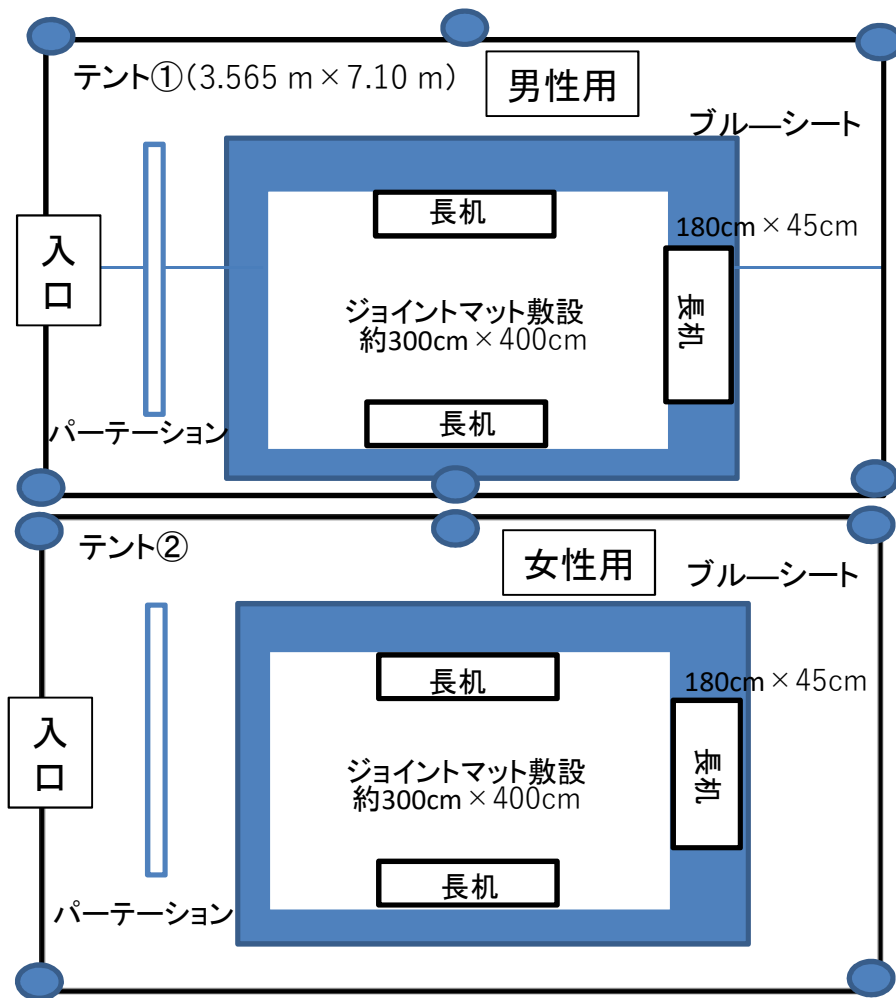 テント①(3.565 m×7.10 m)
男性用
ブル―シート
長机
180cm×45cm
入
口
ジョイントマット敷設
約300cm×400cm
長机
長机
パーテーション
テント②
女性用
ブル―シート
長机
180cm×45cm
入
口
ジョイントマット敷設
約300cm×400cm
長机
長机
パーテーション